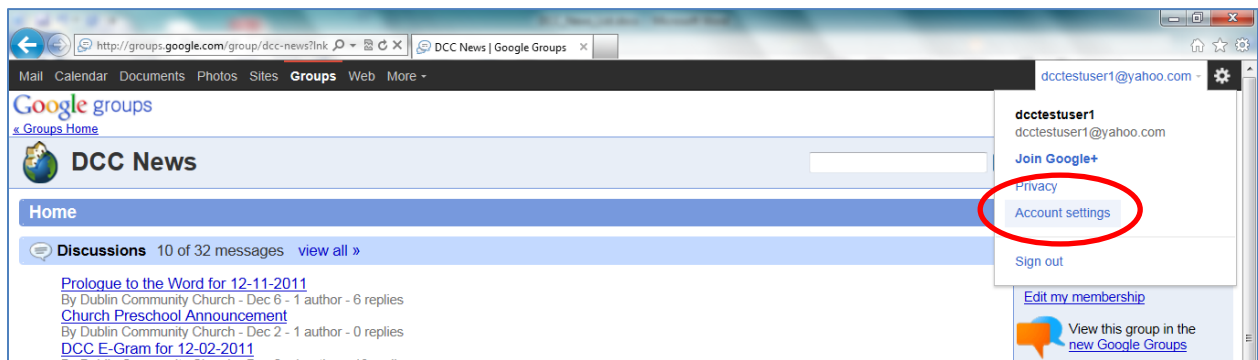 http://groups.google.com/group/dcc-news?lnk
DCC News | Google Groups
Mail Calendar Documents Photos Sites Groups Web More
dcctestuser1@yahoo.com
Google groups
« Groups Home
dcctestuser1
dcctestuser1@yahoo.com
DCC News
Join Google+
Privacy
Home
Account settings
Discussions 10 of 32 messages view all »
Sign out
Prologue to the Word for 12-11-2011
By Dublin Community Church - Dec 6 - 1 author - 6 replies
Edit my membership
Church Preschool Announcement
By Dublin Community Church - Dec 2 - 1 author - 0 replies
View this group in the
new Google Groups
DCC E-Gram for 12-02-2011